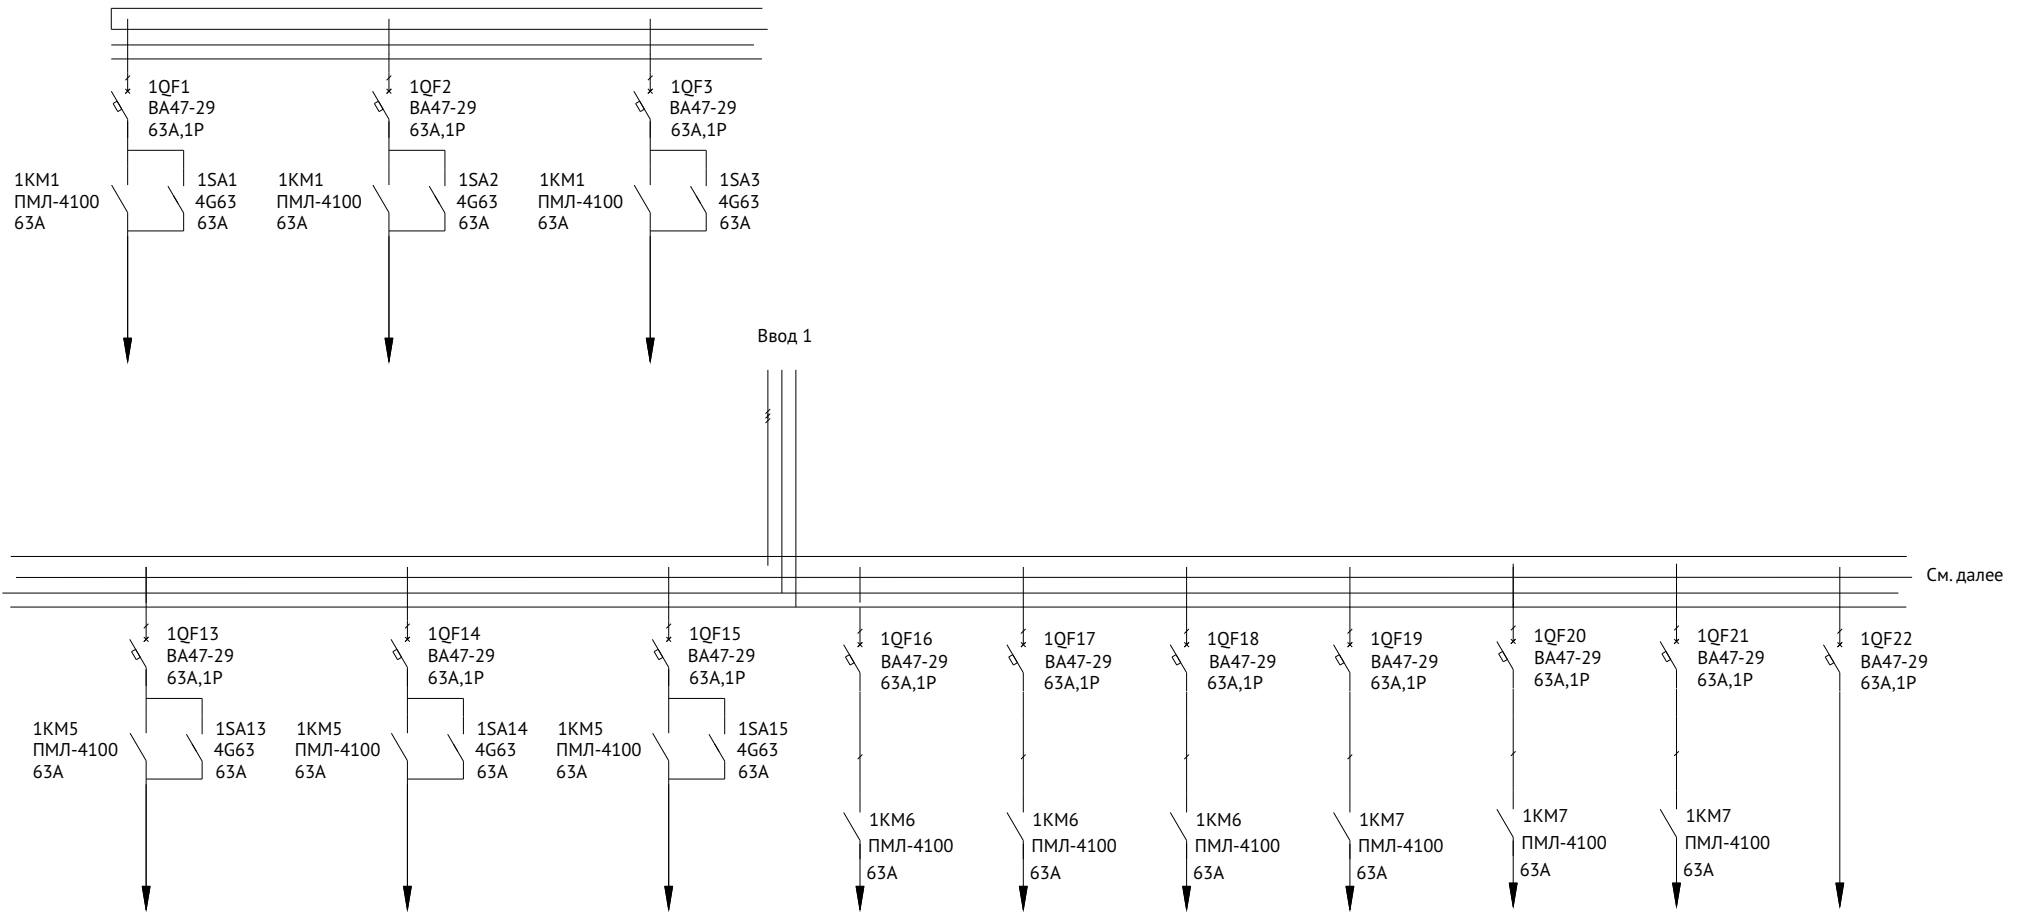 1QF1
ВА47-29
63А,1Р
1QF2
ВА47-29
63А,1Р
1QF3
ВА47-29
63А,1Р
1КМ1
ПМЛ-4100
63А
1SA1
4G63
63А
1КМ1
ПМЛ-4100
63А
1SA2
4G63
63А
1КМ1
ПМЛ-4100
63А
1SA3
4G63
63А
Ввод 1
См. далее
1QF13
ВА47-29
63А,1Р
1QF14
ВА47-29
63А,1Р
1QF15
ВА47-29
63А,1Р
1QF16
ВА47-29
63А,1Р
1QF17
ВА47-29
63А,1Р
1QF18
ВА47-29
63А,1Р
1QF19
ВА47-29
63А,1Р
1QF20
ВА47-29
63А,1Р
1QF21
ВА47-29
63А,1Р
1QF22
ВА47-29
63А,1Р
1КМ5
ПМЛ-4100
63А
1SA13
4G63
63А
1КМ5
ПМЛ-4100
63А
1SA14
4G63
63А
1КМ5
ПМЛ-4100
63А
1SA15
4G63
63А
1КМ6
ПМЛ-4100
63А
1КМ6
ПМЛ-4100
63А
1КМ6
ПМЛ-4100
63А
1КМ7
ПМЛ-4100
63А
1КМ7
ПМЛ-4100
63А
1КМ7
ПМЛ-4100
63А